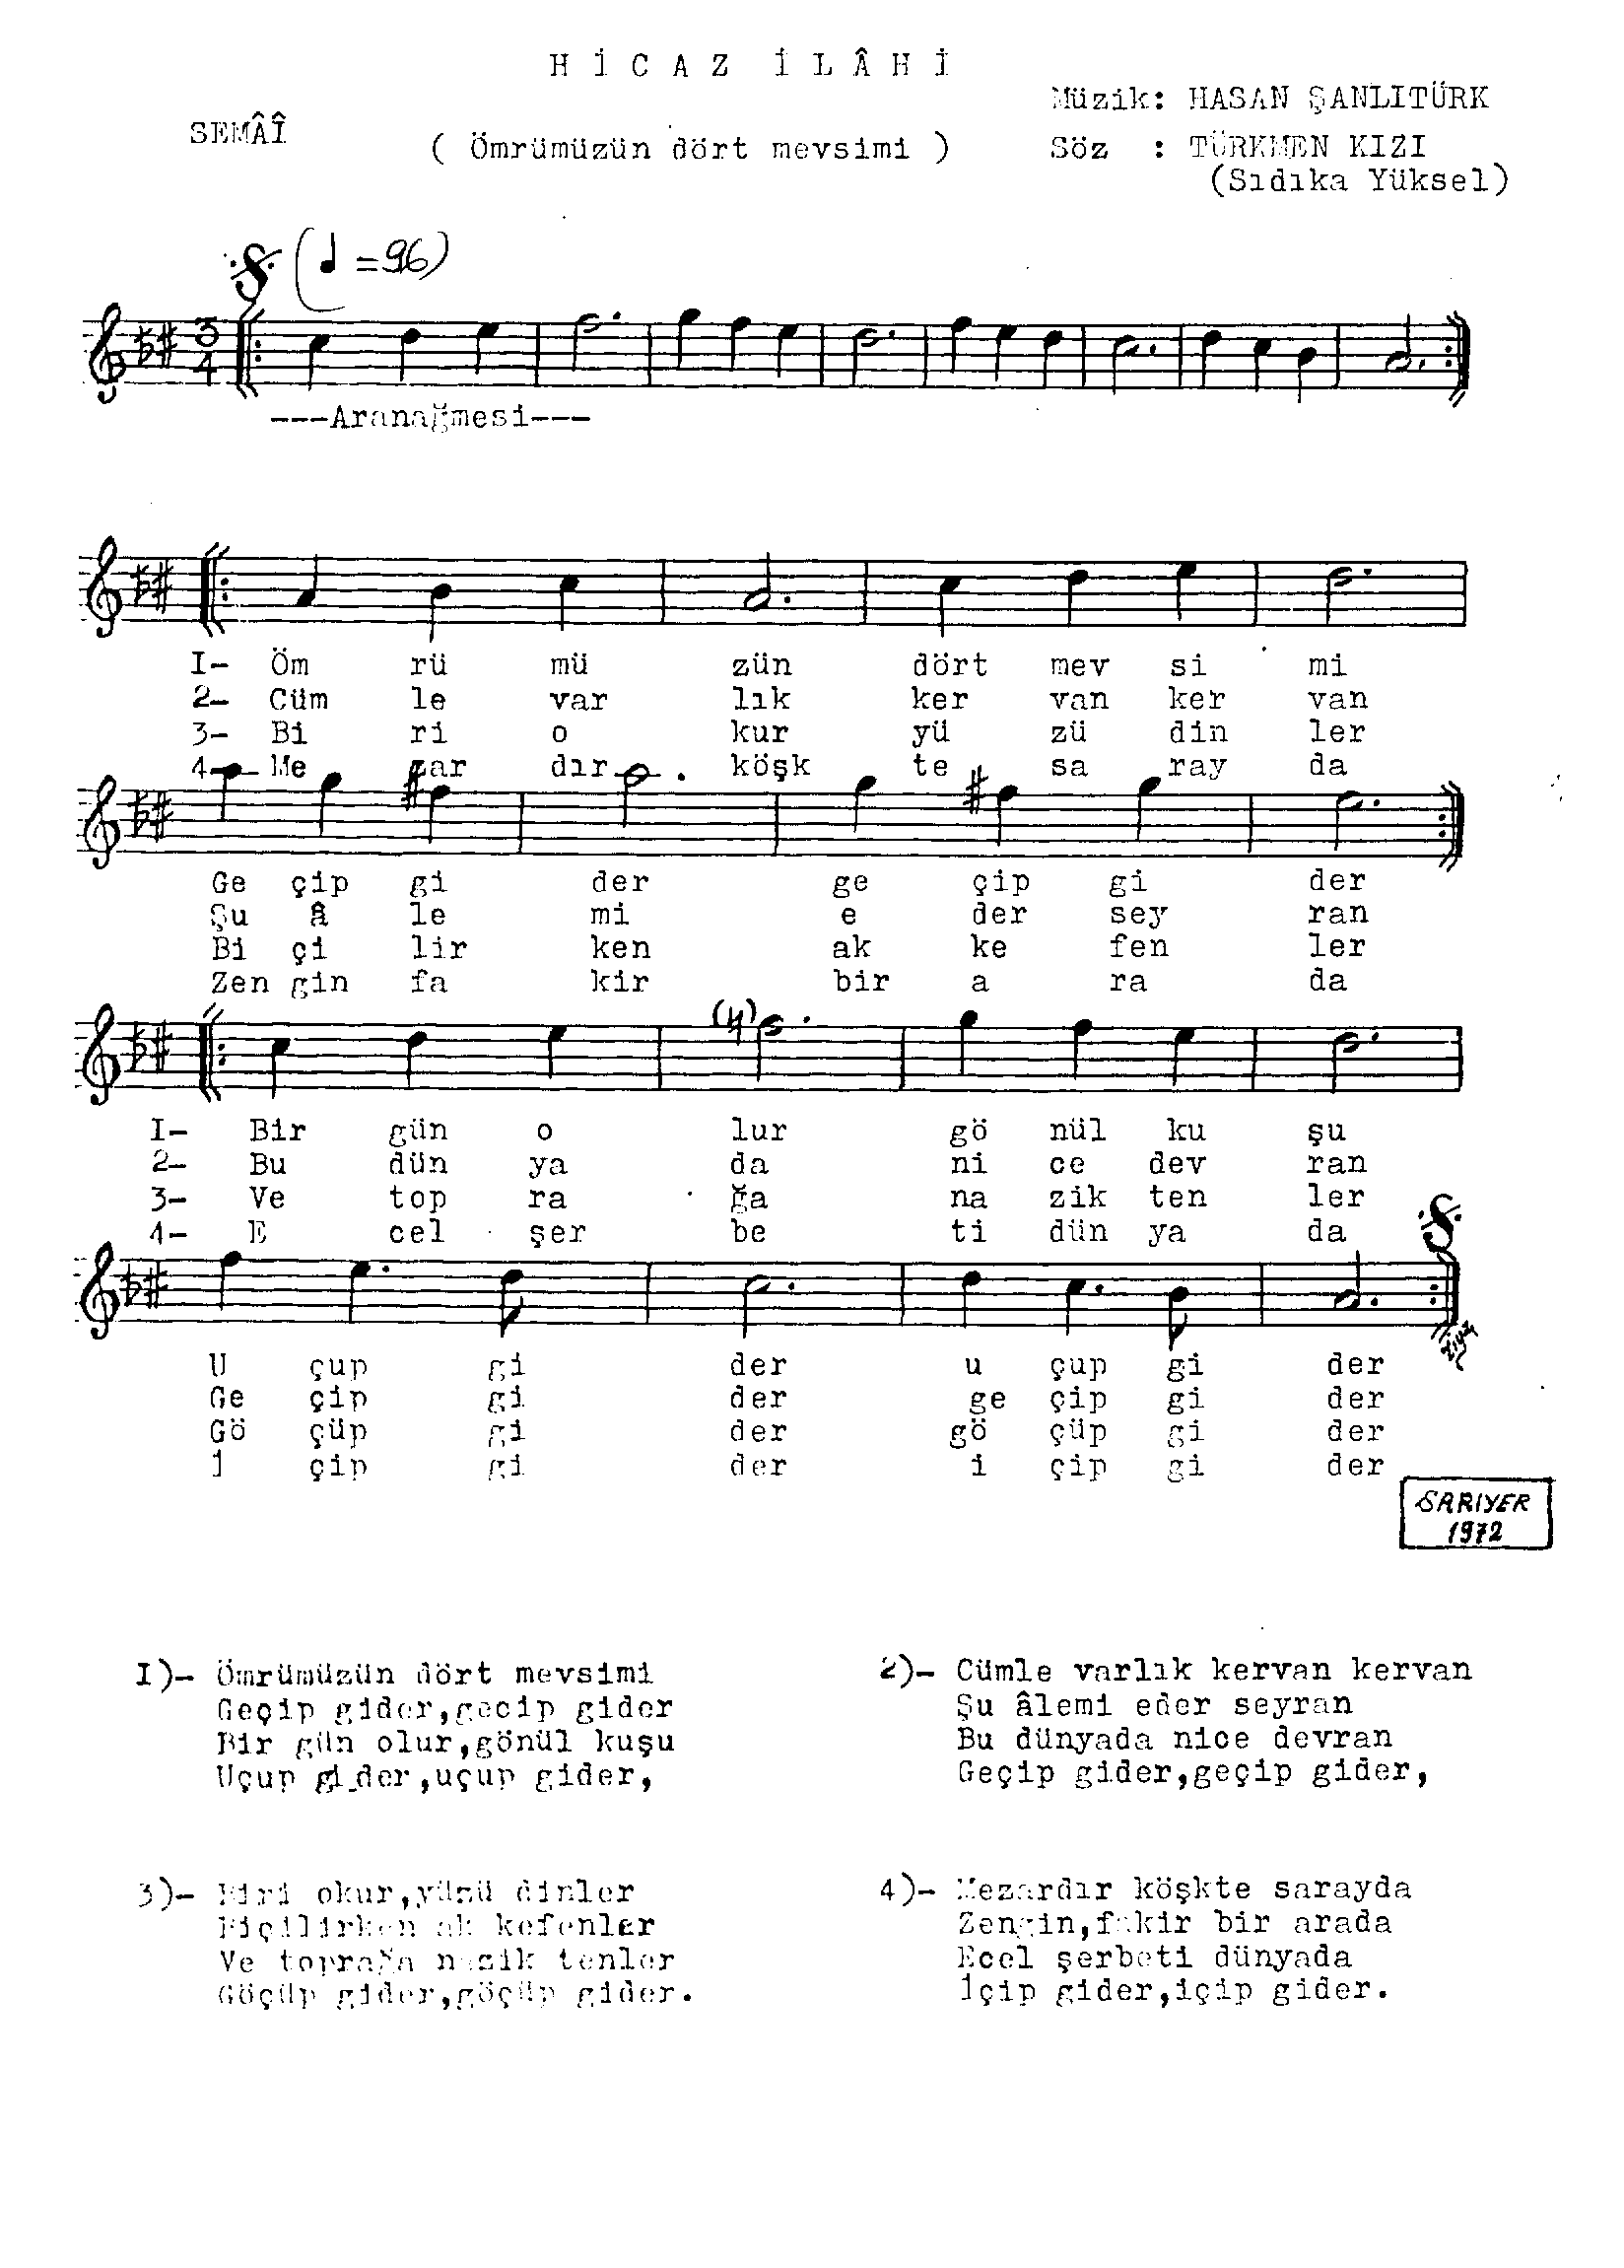 H İ C A Z İ L Â H İ
Müzik: HASAN ŞANLITÜRK
SEMÂÎ
( Ömrümüzün dört mevsimi )
Söz : TÜRKMEN KIZI
(Sıdıka Yüksel)
( ♩ =96)
3
4
---Aranağmesi---
I- Öm rü mü zün dört mev si mi
2- Cüm le var lık ker van ker van
3- Bi ri o kur yü zü din ler
4- Me zar dır köşk te sa ray da
Ge çip gi der ge çip gi der
Şu â le mi e der sey ran
Bi çi lir ken ak ke fen ler
Zen gin fa kir bir a ra da
I- Bir gün o lur gö nül ku şu
2- Bu dün ya da ni ce dev ran
3- Ve top ra ğa na zik ten ler
4- E cel şer be ti dün ya da
U çup gi der u çup gi der
Ge çip gi der ge çip gi der
Gö çüp gi der gö çüp gi der
İ çip gi der i çip gi der
SARIYER
1972
I)- Ömrümüzün dört mevsimi
Geçip gider,gecip gider
Bir gün olur,gönül kuşu
Uçup gider,uçup gider,
2)- Cümle varlık kervan kervan
Şu âlemi eder seyran
Bu dünyada nice devran
Geçip gider,geçip gider,
3)- Biri okur,yüzü dinler
Biçilirken ak kefenler
Ve toprağa nazik tenler
Göçüp gider,göçüp gider.
4)- Mezardır köşkte sarayda
Zengin,fakir bir arada
Ecel şerbeti dünyada
İçip gider,içip gider.